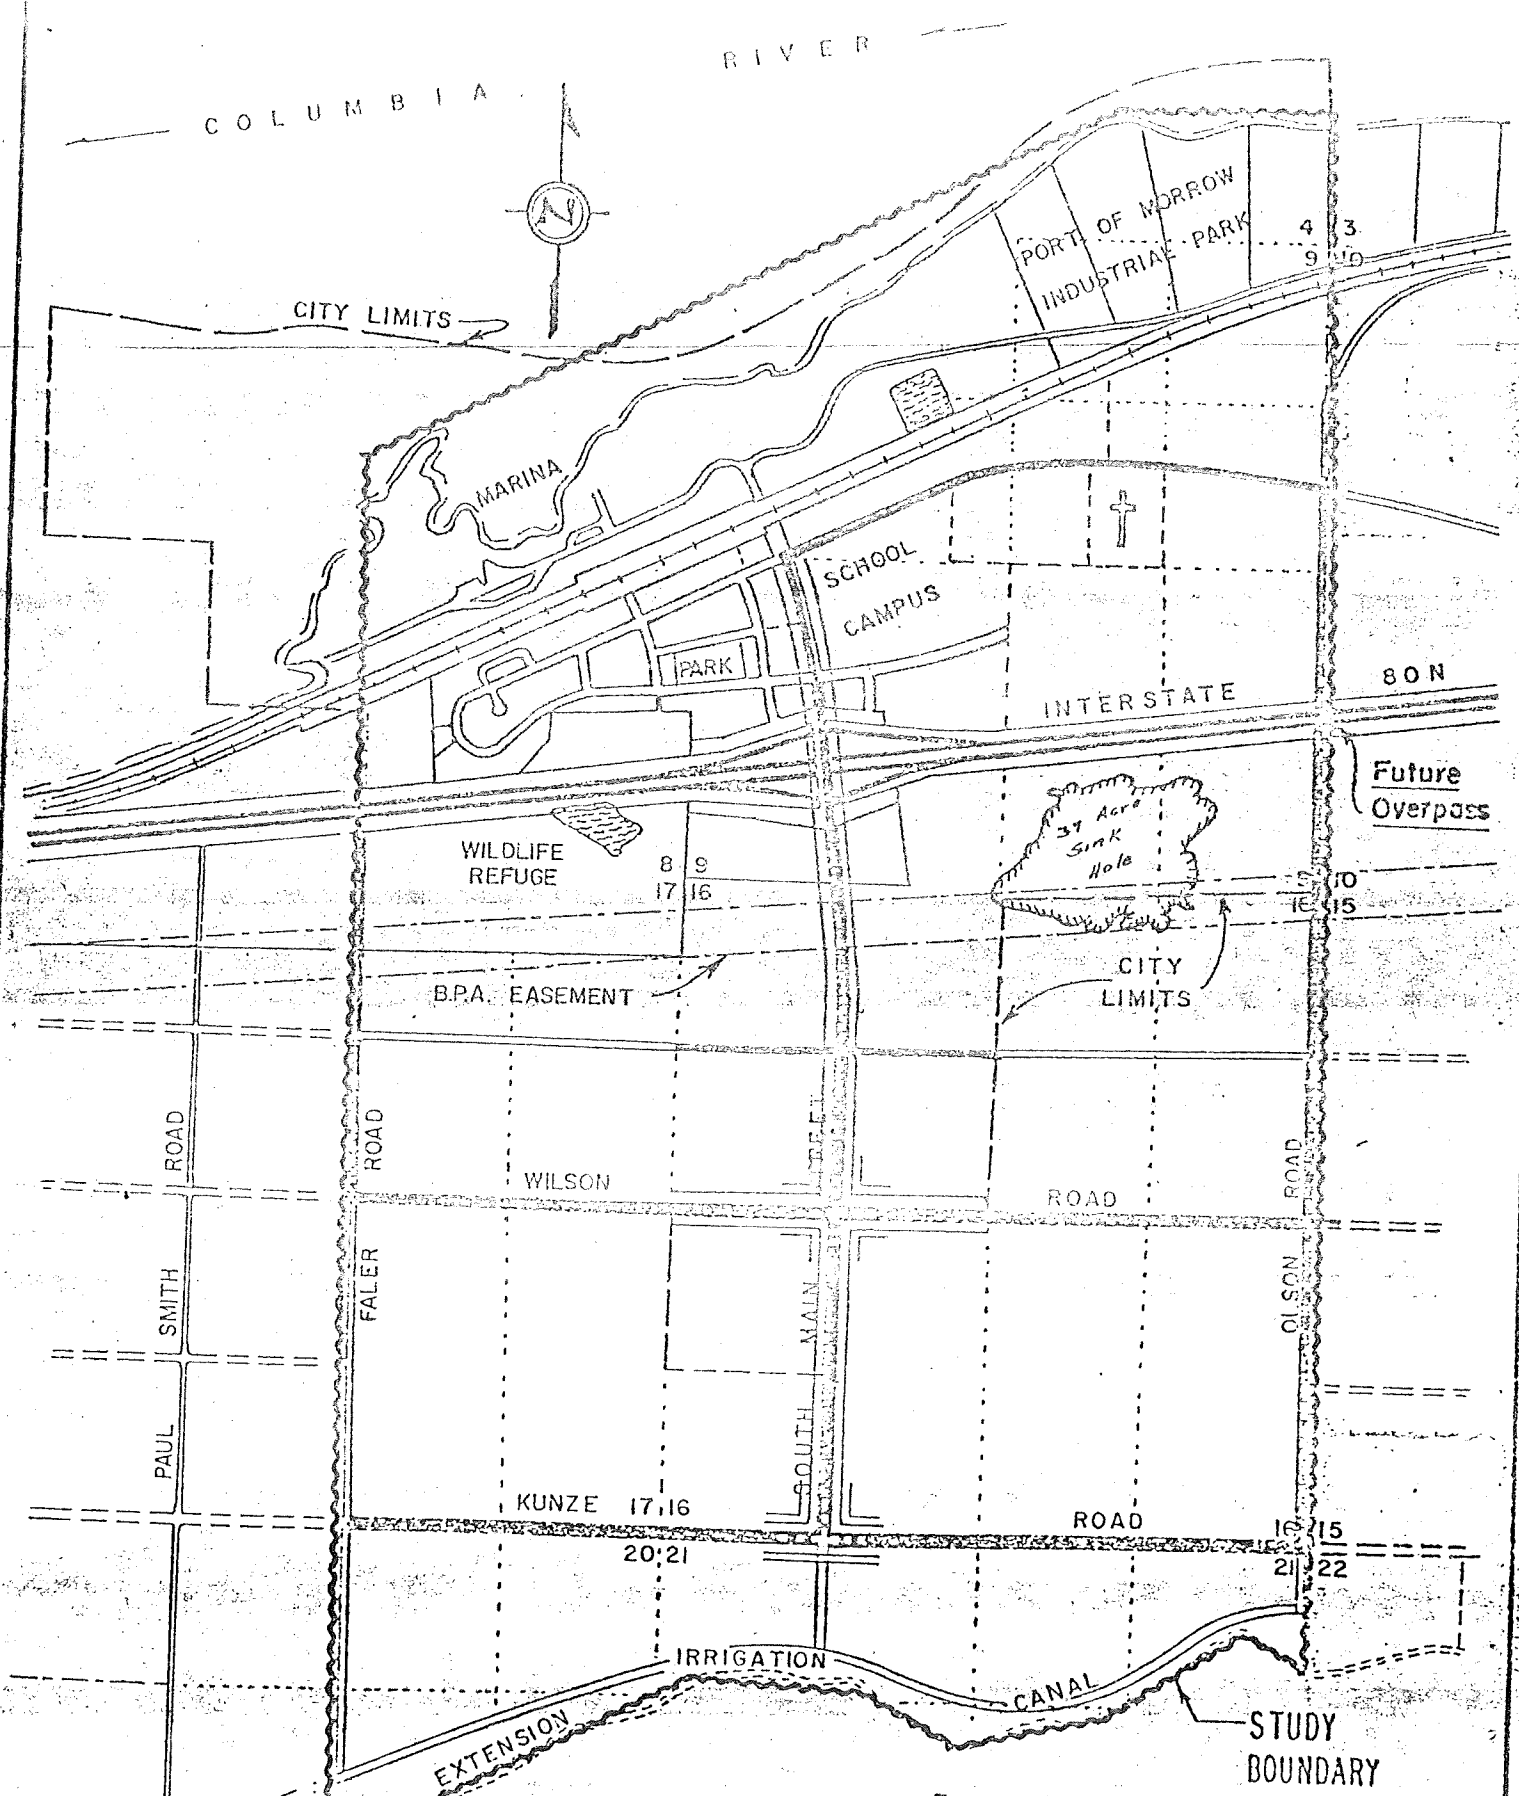 COLUMBIA RIVER
N
CITY LIMITS
PORT OF MORROW
INDUSTRIAL PARK
4 3
9 10
MARINA
SCHOOL
CAMPUS
PARK
INTERSTATE 80N
Future
Overpass
39 Acre
Sink
Hole
WILDLIFE
REFUGE
8 9
17 16
10
16 15
B.P.A. EASEMENT
CITY
LIMITS
PAUL SMITH ROAD
FALER ROAD
WILSON ROAD
SOUTH MAIN
OLSON ROAD
KUNZE ROAD
17 16
20 21
16 15
21 22
EXTENSION IRRIGATION CANAL
STUDY
BOUNDARY